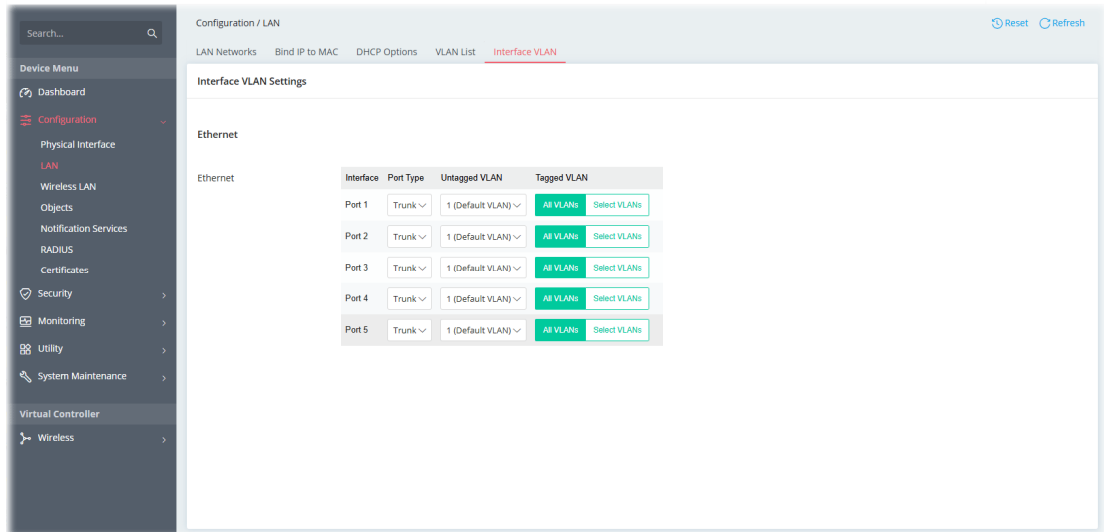 Search...
Device Menu
Dashboard
Configuration
Physical Interface
LAN
Wireless LAN
Objects
Notification Services
RADIUS
Certificates
Security
Monitoring
Utility
System Maintenance
Virtual Controller
Wireless
Configuration / LAN
Reset Refresh
LAN Networks Bind IP to MAC DHCP Options VLAN List Interface VLAN
Interface VLAN Settings
Ethernet
Ethernet
Interface Port Type Untagged VLAN Tagged VLAN
Port 1 Trunk 1 (Default VLAN) All VLANs Select VLANs
Port 2 Trunk 1 (Default VLAN) All VLANs Select VLANs
Port 3 Trunk 1 (Default VLAN) All VLANs Select VLANs
Port 4 Trunk 1 (Default VLAN) All VLANs Select VLANs
Port 5 Trunk 1 (Default VLAN) All VLANs Select VLANs